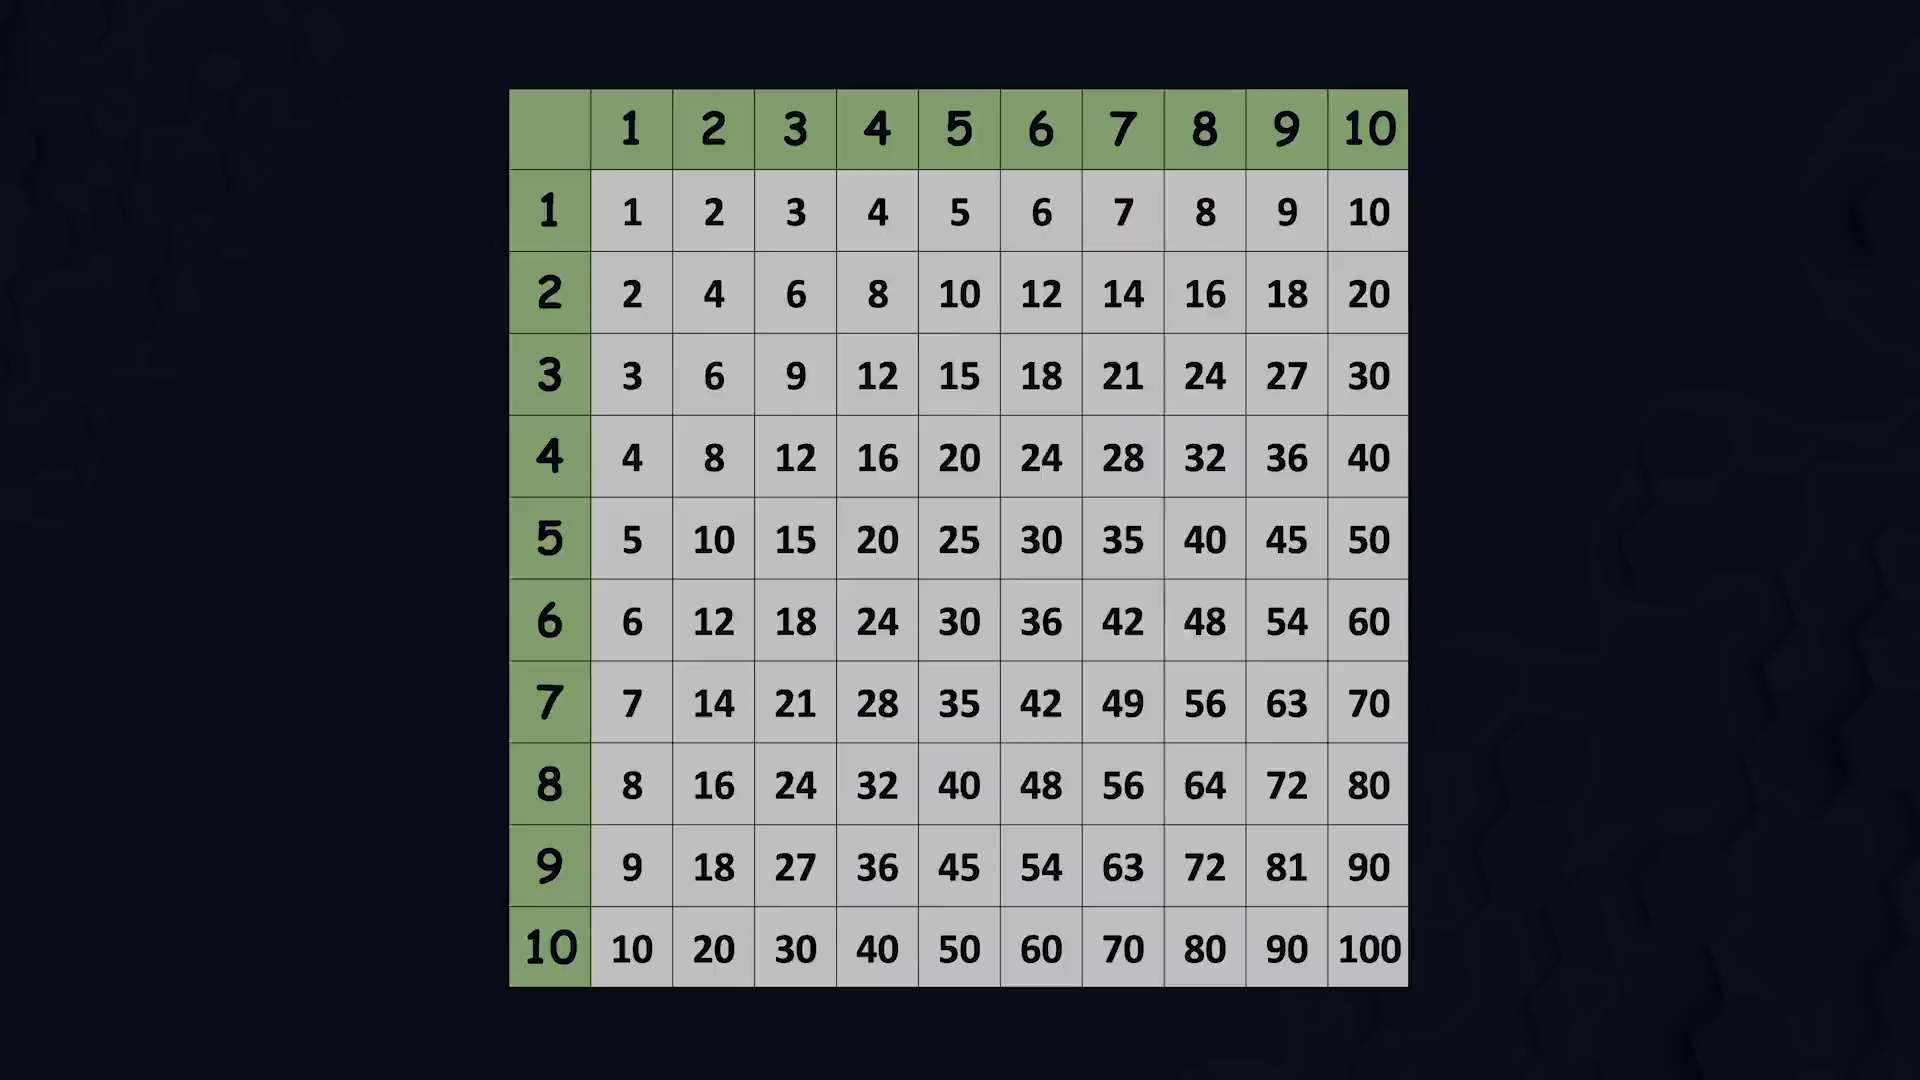 1 2 3 4 5 6 7 8 9 10
1 1 2 3 4 5 6 7 8 9 10
2 2 4 6 8 10 12 14 16 18 20
3 3 6 9 12 15 18 21 24 27 30
4 4 8 12 16 20 24 28 32 36 40
5 5 10 15 20 25 30 35 40 45 50
6 6 12 18 24 30 36 42 48 54 60
7 7 14 21 28 35 42 49 56 63 70
8 8 16 24 32 40 48 56 64 72 80
9 9 18 27 36 45 54 63 72 81 90
10 10 20 30 40 50 60 70 80 90 100